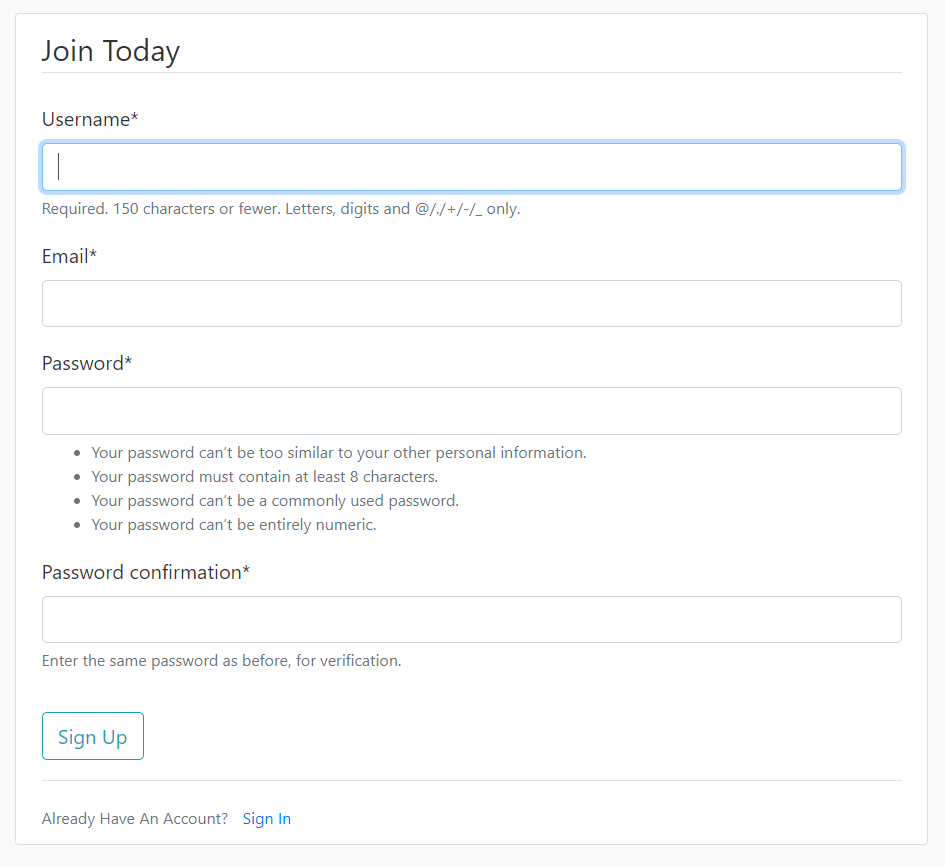 Join Today
Username*
Required. 150 characters or fewer. Letters, digits and @/./+/-/_ only.
Email*
Password*
Your password can’t be too similar to your other personal information.
Your password must contain at least 8 characters.
Your password can’t be a commonly used password.
Your password can’t be entirely numeric.
Password confirmation*
Enter the same password as before, for verification.
Sign Up
Already Have An Account? Sign In